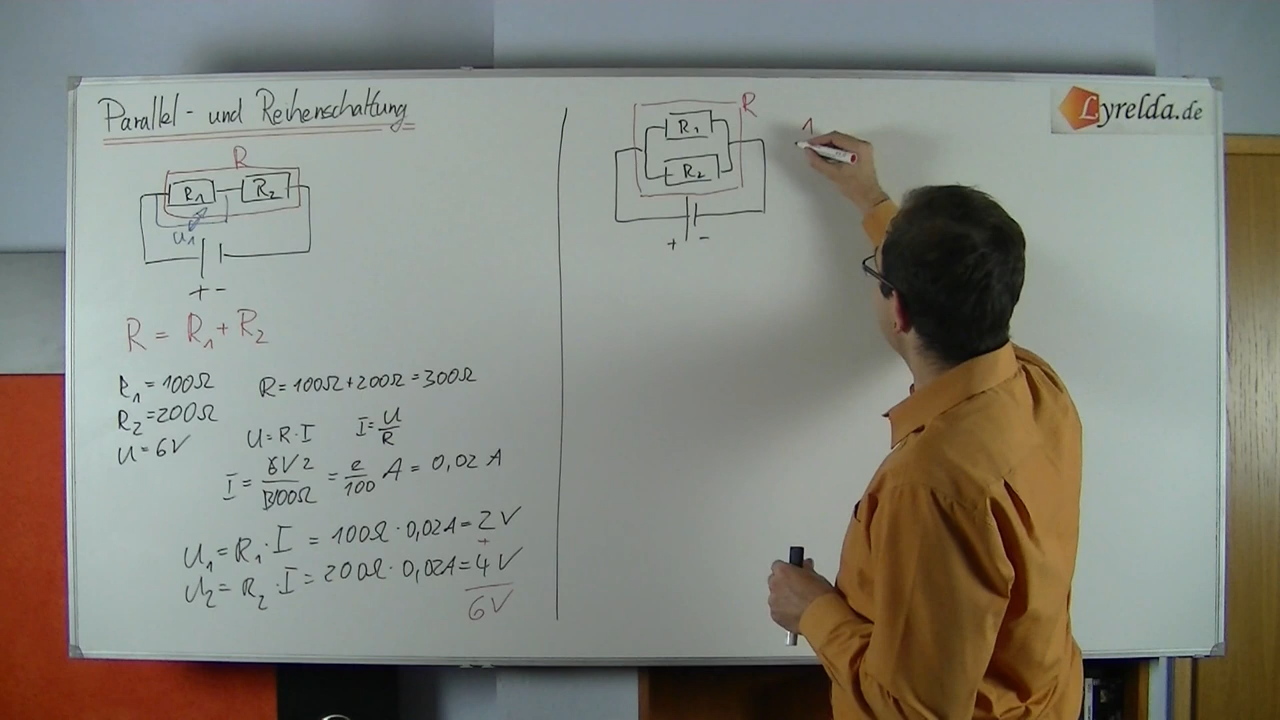 Parallel- und Reihenschaltung
R
R₁ R₂
U₁
+ -
R = R₁ + R₂
R₁ = 100Ω R = 100Ω + 200Ω = 300Ω
R₂ = 200Ω
U = 6V U = R · I I = U/R
I = 6V 2 / 300Ω = 2/100 A = 0,02 A
U₁ = R₁ · I = 100Ω · 0,02A = 2V
+
U₂ = R₂ · I = 200Ω · 0,02A = 4V
6V
R
R₁
R₂
+ -
1
Lyrelda.de